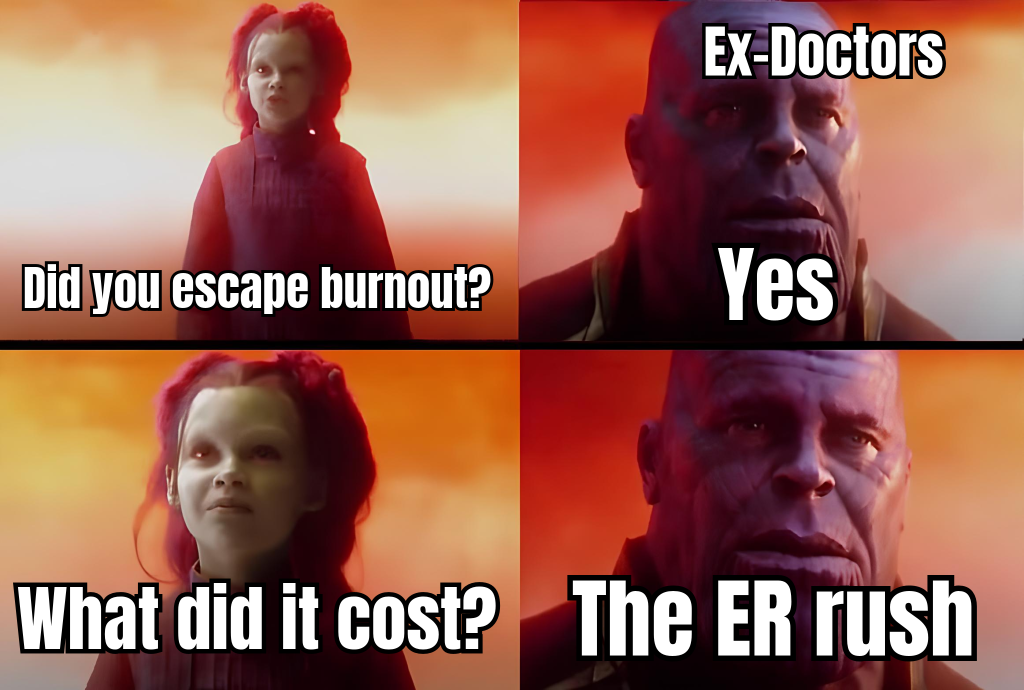 Did you escape burnout?
Ex-Doctors
Yes
What did it cost?
The ER rush